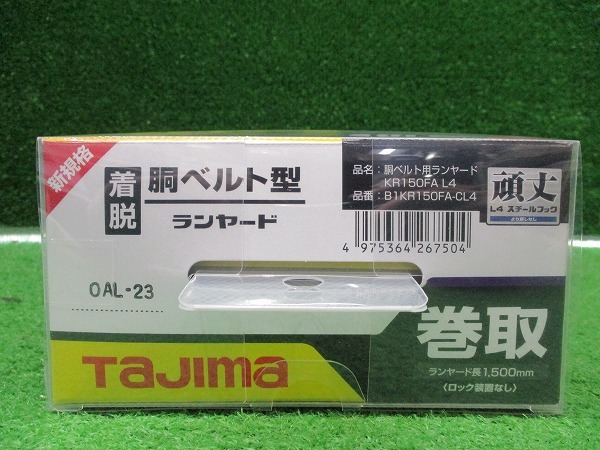 新規格
着脱
胴ベルト型
ランヤード
品名：胴ベルト用ランヤード
KR150FA L4
品番：B1KR150FA-CL4
頑丈
L4 スチールフック
4 975364 267504
OAL-23
TaJIma
巻取
ランヤード長1,500mm
〈ロック装置なし〉